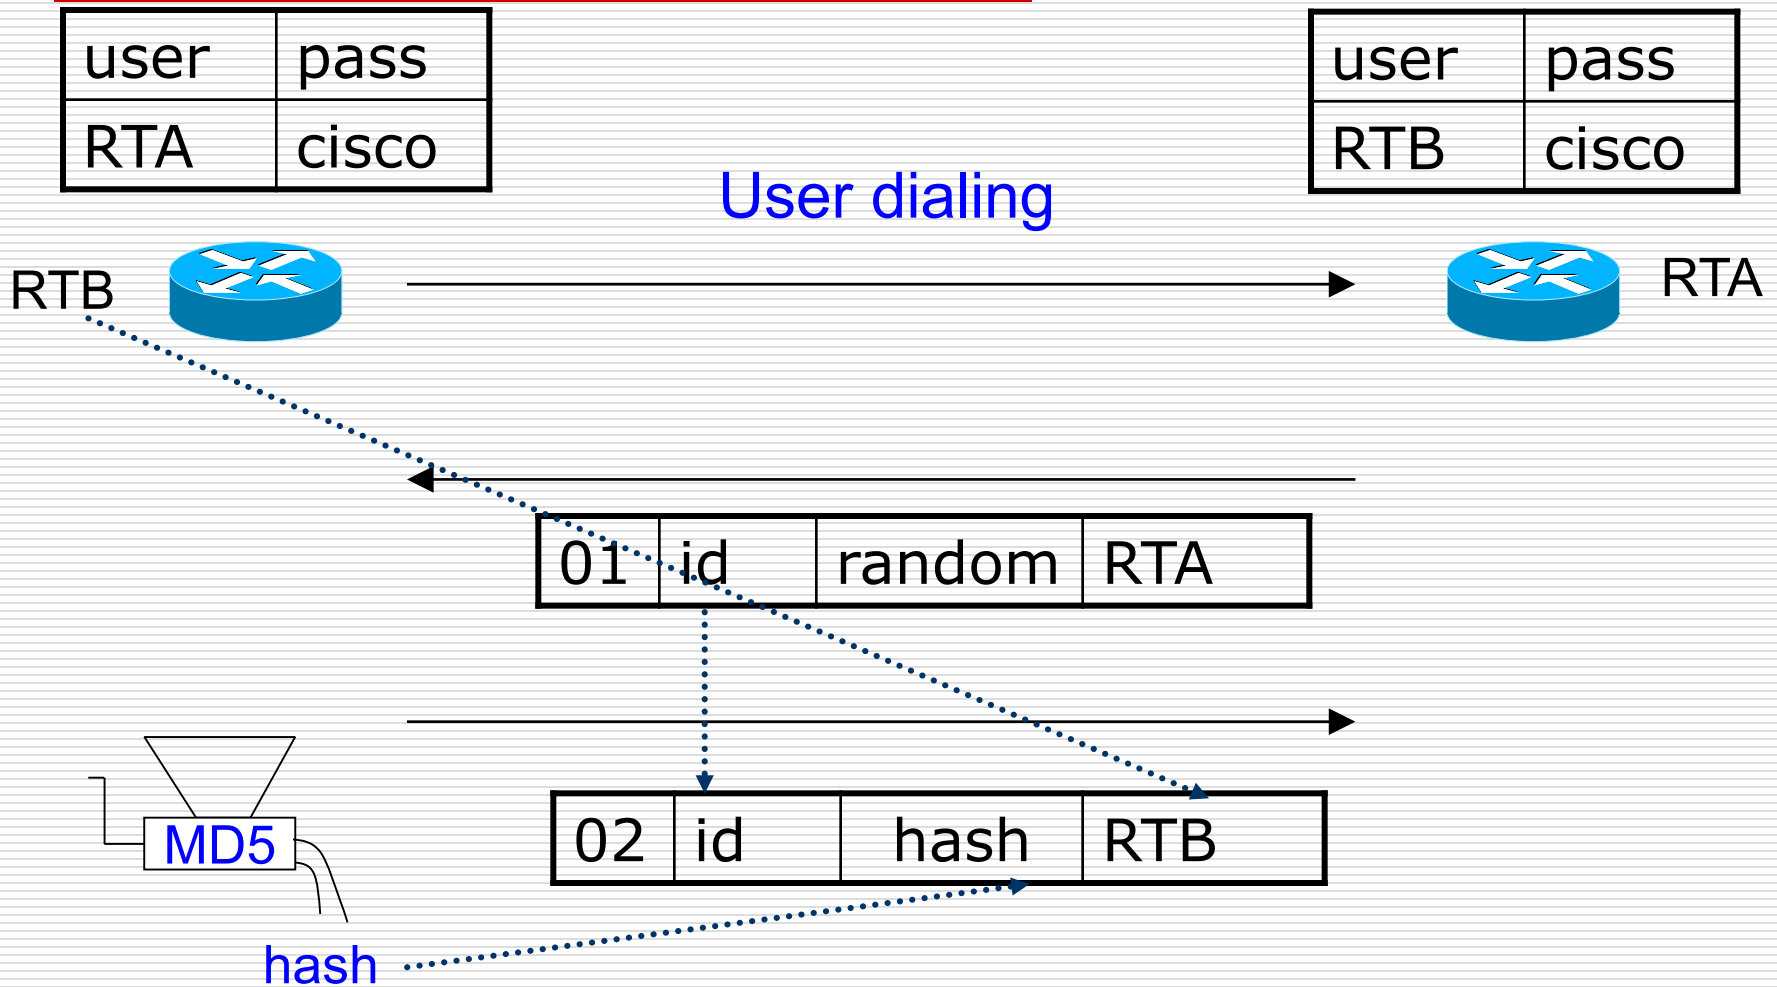 user pass
RTA cisco
user pass
RTB cisco
User dialing
RTB
RTA
01 id random RTA
02 id hash RTB
MD5
hash